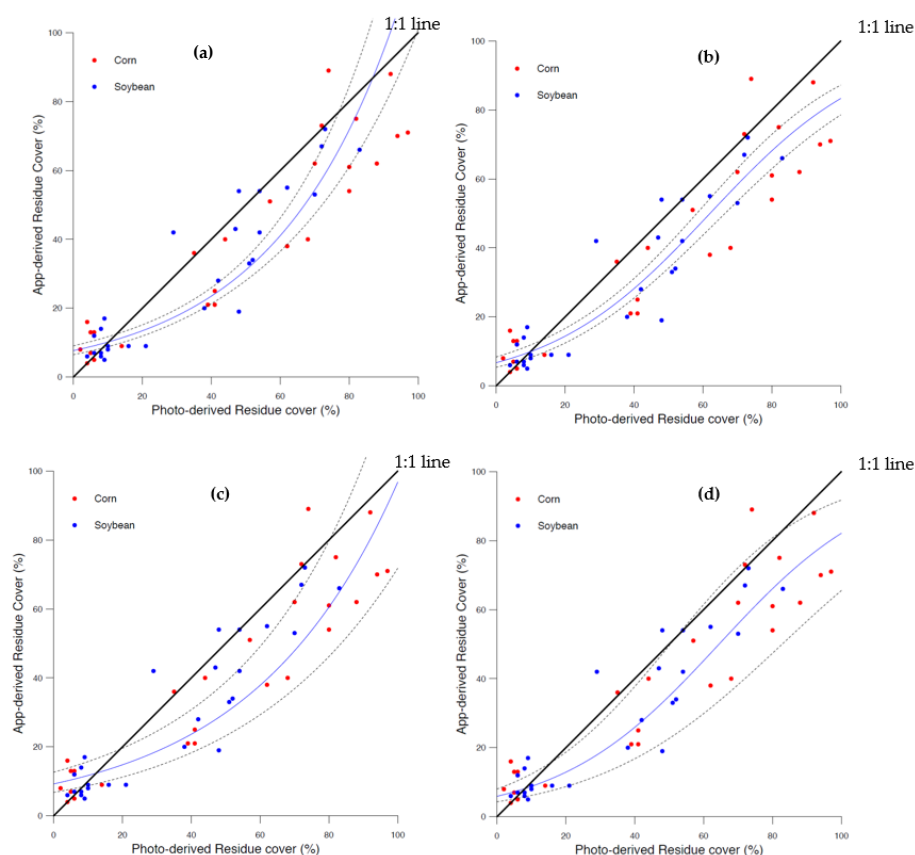 1:1 line
(a)
Corn
Soybean
100
80
60
40
20
0
App-derived Residue Cover (%)
0 20 40 60 80 100
Photo-derived Residue cover (%)
1:1 line
(b)
Corn
Soybean
100
80
60
40
20
0
App-derived Residue Cover (%)
0 20 40 60 80 100
Photo-derived Residue cover (%)
1:1 line
(c)
Corn
Soybean
100
80
60
40
20
0
App-derived Residue Cover (%)
0 20 40 60 80 100
Photo-derived Residue cover (%)
1:1 line
(d)
Corn
Soybean
100
80
60
40
20
0
App-derived Residue Cover (%)
0 20 40 60 80 100
Photo-derived Residue cover (%)